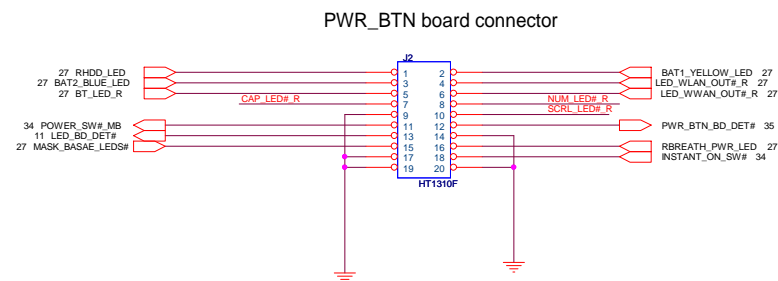 PWR_BTN board connector
J2
27 RHDD_LED 1 2 BAT1_YELLOW_LED 27
27 BAT2_BLUE_LED 3 4 LED_WLAN_OUT#_R 27
27 BT_LED_R 5 6 LED_WWAN_OUT#_R 27
CAP_LED#_R 7 8 NUM_LED#_R
9 10 SCRL_LED#_R
34 POWER_SW#_MB 11 12 PWR_BTN_BD_DET# 35
11 LED_BD_DET# 13 14
27 MASK_BASAE_LEDS# 15 16 RBREATH_PWR_LED 27
17 18 INSTANT_ON_SW# 34
19 20
HT1310F